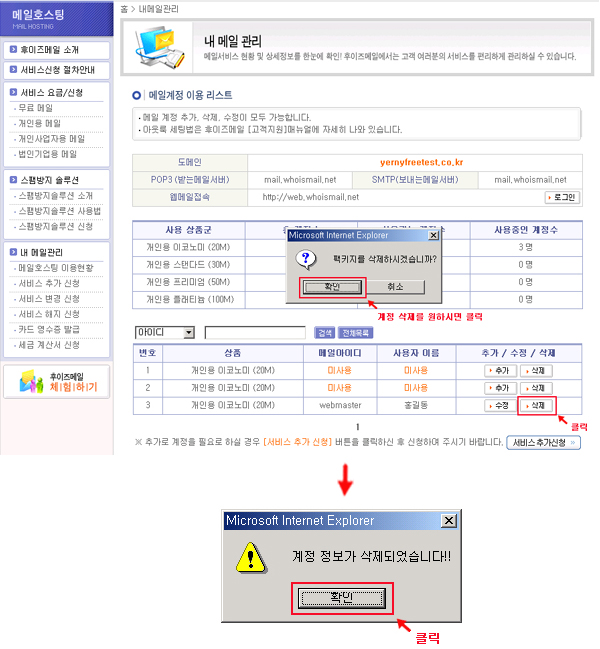 메일호스팅
MAIL HOSTING
후이즈메일 소개
서비스신청 절차안내
서비스 요금/신청
- 무료 메일
- 개인용 메일
- 개인사업자용 메일
- 법인기업용 메일
스팸방지 솔루션
- 스팸방지솔루션 소개
- 스팸방지솔루션 사용법
- 스팸방지솔루션 신청
내 메일관리
- 메일호스팅 이용현황
- 서비스 추가 신청
- 서비스 변경 신청
- 서비스 해지 신청
- 카드 영수증 발급
- 세금 계산서 신청
후이즈메일
체|험|하|기
홈 > 내메일관리
내 메일 관리
메일서비스 현황 및 상세정보를 한눈에 확인! 후이즈메일에서는 고객 여러분의 서비스를 편리하게 관리하실 수 있습니다.
메일계정 이용 리스트
- 메일 계정 추가, 삭제, 수정이 모두 가능합니다.
- 아웃룩 세팅법은 후이즈메일 [고객지원]매뉴얼에 자세히 나와 있습니다.
도메인 yernyfreetest.co.kr
POP3 (받는메일서버) mail.whoismail.net SMTP(보내는메일서버) mail.whoismail.net
웹메일접속 http://web.whoismail.net 로그인
사용 상품군 사용중인 계정수
개인용 이코노미 (20M) 3 명
개인용 스탠다드 (30M) 0 명
개인용 프리미엄 (50M) 0 명
개인용 플래티늄 (100M) 0 명
Microsoft Internet Explorer
팩키지를 삭제하시겠습니까?
확인 취소
계정 삭제를 원하시면 클릭
아이디 검색 전체목록
번호 상품 메일아이디 사용자 이름 추가 / 수정 / 삭제
1 개인용 이코노미 (20M) 미사용 미사용 추가 삭제
2 개인용 이코노미 (20M) 미사용 미사용 추가 삭제
3 개인용 이코노미 (20M) webmaster 홍길동 수정 삭제
클릭
1
※ 추가로 계정을 필요로 하실 경우 [서비스 추가 신청] 버튼을 클릭하신 후 신청하여 주시기 바랍니다. 서비스 추가신청 »
Microsoft Internet Explorer
계정 정보가 삭제되었습니다!!
확인
클릭